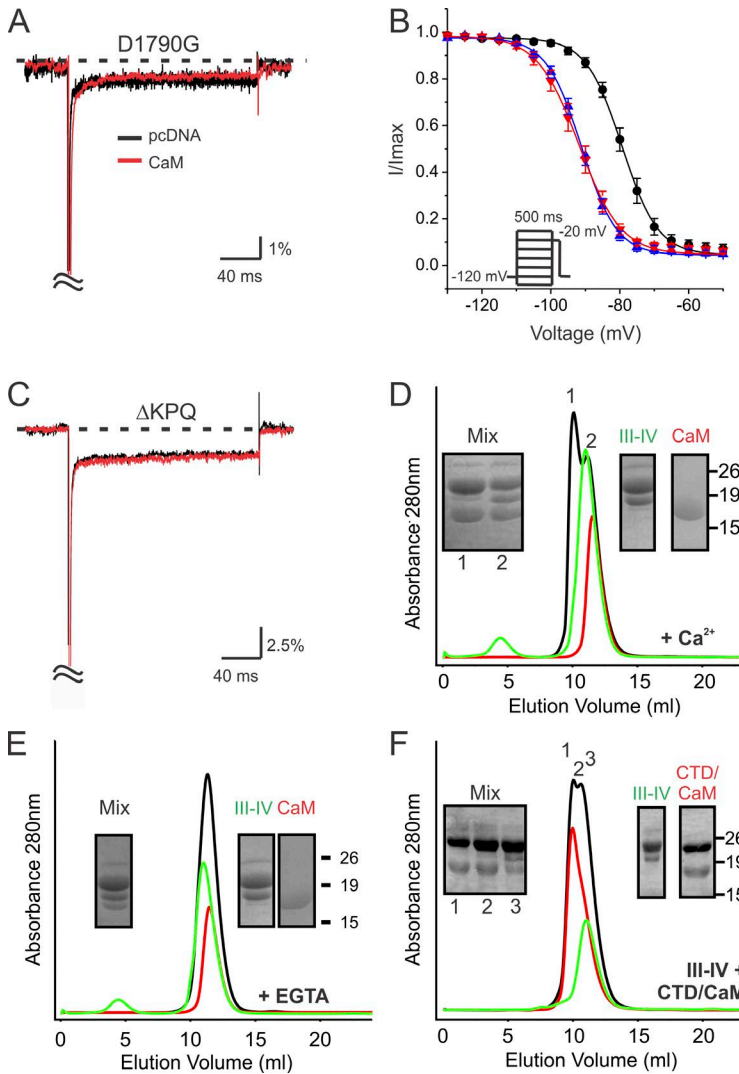 A
D1790G
pcDNA
CaM
1%
40 ms
B
I/Imax
1.0
0.8
0.6
0.4
0.2
0.0
500 ms
-20 mV
-120 mV
-120
-100
-80
-60
Voltage (mV)
C
ΔKPQ
2.5%
40 ms
D
Absorbance 280nm
1
2
Mix
1 2
III-IV
CaM
26
19
15
+ Ca²⁺
0 5 10 15 20
Elution Volume (ml)
E
Absorbance 280nm
Mix
III-IV CaM
26
19
15
+ EGTA
0 5 10 15 20
Elution Volume (ml)
F
Absorbance 280nm
1
2
3
Mix
1 2 3
III-IV
CTD/
CaM
26
19
15
III-IV +
CTD/CaM
0 5 10 15 20
Elution Volume (ml)